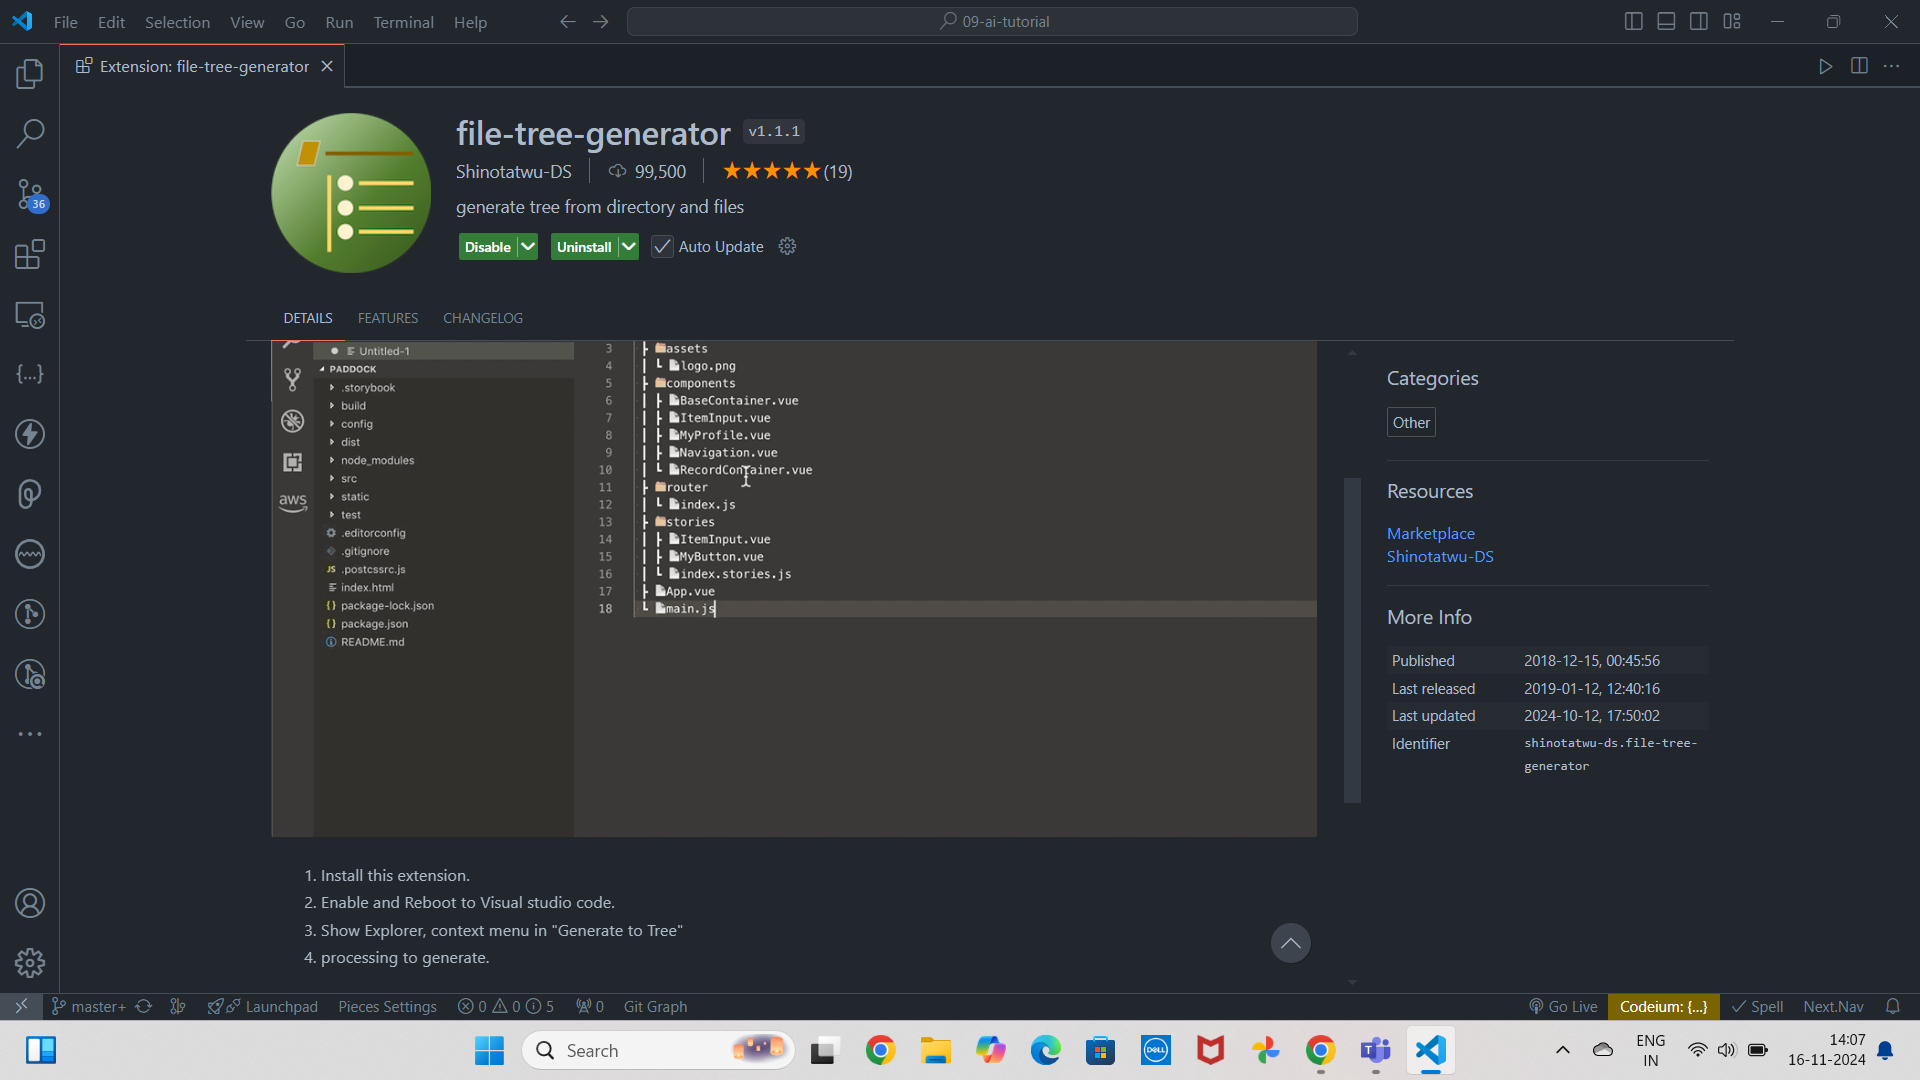 File Edit Selection View Go Run Terminal Help
09-ai-tutorial
Extension: file-tree-generator
36
file-tree-generator v1.1.1
Shinotatwu-DS 99,500 (19)
generate tree from directory and files
Disable Uninstall Auto Update
DETAILS FEATURES CHANGELOG
Untitled-1
PADDOCK
.storybook
build
config
dist
node_modules
src
static
test
.editorconfig
.gitignore
JS .postcssrc.js
index.html
{} package-lock.json
{} package.json
README.md
aws
3 assets
4 logo.png
5 components
6 BaseContainer.vue
7 ItemInput.vue
8 MyProfile.vue
9 Navigation.vue
10 RecordContainer.vue
11 router
12 index.js
13 stories
14 ItemInput.vue
15 MyButton.vue
16 index.stories.js
17 App.vue
18 main.js
1. Install this extension.
2. Enable and Reboot to Visual studio code.
3. Show Explorer, context menu in "Generate to Tree"
4. processing to generate.
Categories
Other
Resources
Marketplace
Shinotatwu-DS
More Info
Published 2018-12-15, 00:45:56
Last released 2019-01-12, 12:40:16
Last updated 2024-10-12, 17:50:02
Identifier shinotatwu-ds.file-tree-
generator
master+ Launchpad Pieces Settings 0 0 5 0 Git Graph
Go Live Codeium: {...} Spell Next.Nav
Search
DELL
ENG
IN
14:07
16-11-2024